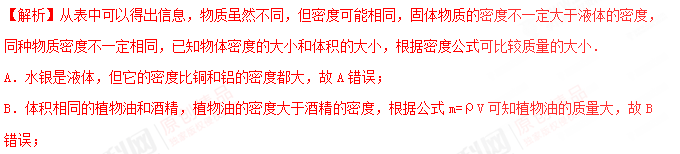 【解析】从表中可以得出信息，物质虽然不同，但密度可能相同，固体物质的密度不一定大于液体的密度，
同种物质密度不一定相同，已知物体密度的大小和体积的大小，根据密度公式可比较质量的大小．
A．水银是液体，但它的密度比铜和铝的密度都大，故 A 错误；
B．体积相同的植物油和酒精，植物油的密度大于酒精的密度，根据公式 m=ρV 可知植物油的质量大，故 B
错误；